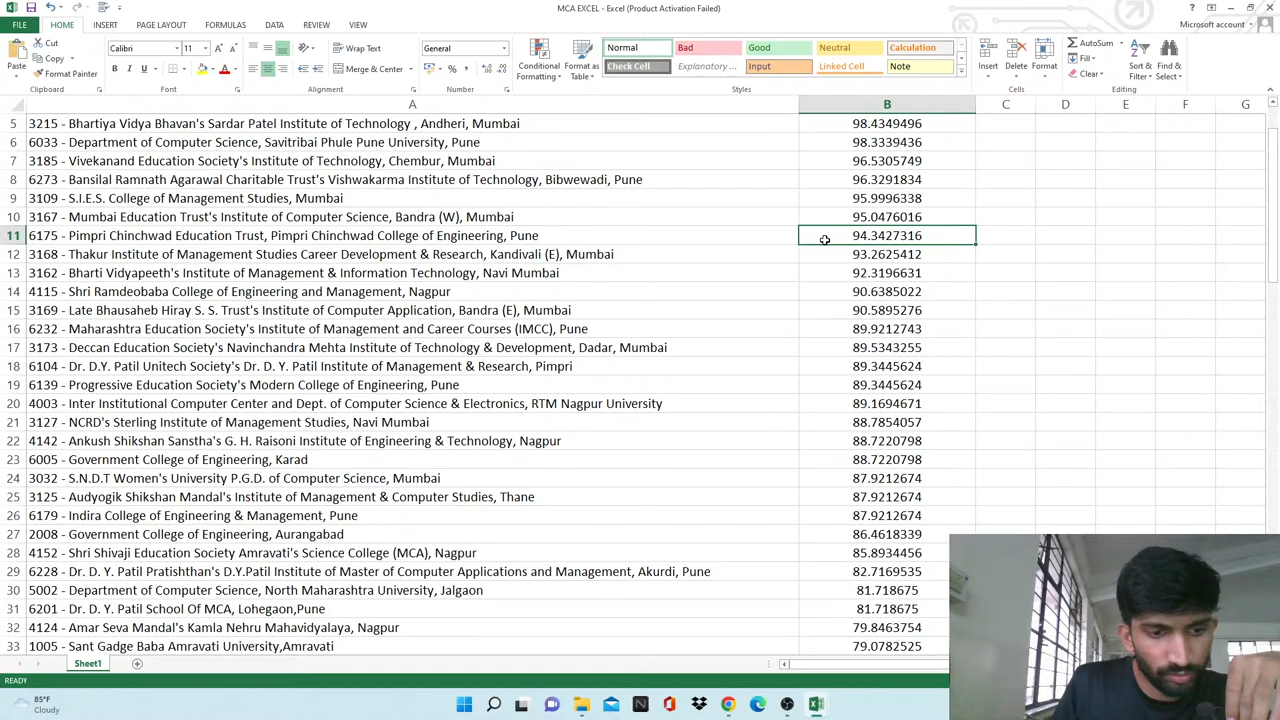 MCA EXCEL - Excel (Product Activation Failed)
FILE HOME INSERT PAGE LAYOUT FORMULAS DATA REVIEW VIEW Microsoft account
Cut
Copy
Format Painter
Paste
Clipboard
Calibri 11
B I U
Font
Wrap Text
Merge & Center
Alignment
General
Number
Conditional Formatting
Format as Table
Normal Bad Good Neutral Calculation
Check Cell Explanatory ... Input Linked Cell Note
Styles
Insert Delete Format
Cells
AutoSum
Fill
Clear
Sort & Filter
Find & Select
Editing
A B C D E F G
5 3215 - Bhartiya Vidya Bhavan's Sardar Patel Institute of Technology , Andheri, Mumbai 98.4349496
6 6033 - Department of Computer Science, Savitribai Phule Pune University, Pune 98.3339436
7 3185 - Vivekanand Education Society's Institute of Technology, Chembur, Mumbai 96.5305749
8 6273 - Bansilal Ramnath Agarawal Charitable Trust's Vishwakarma Institute of Technology, Bibwewadi, Pune 96.3291834
9 3109 - S.I.E.S. College of Management Studies, Mumbai 95.9996338
10 3167 - Mumbai Education Trust's Institute of Computer Science, Bandra (W), Mumbai 95.0476016
11 6175 - Pimpri Chinchwad Education Trust, Pimpri Chinchwad College of Engineering, Pune 94.3427316
12 3168 - Thakur Institute of Management Studies Career Development & Research, Kandivali (E), Mumbai 93.2625412
13 3162 - Bharti Vidyapeeth's Institute of Management & Information Technology, Navi Mumbai 92.3196631
14 4115 - Shri Ramdeobaba College of Engineering and Management, Nagpur 90.6385022
15 3169 - Late Bhausaheb Hiray S. S. Trust's Institute of Computer Application, Bandra (E), Mumbai 90.5895276
16 6232 - Maharashtra Education Society's Institute of Management and Career Courses (IMCC), Pune 89.9212743
17 3173 - Deccan Education Society's Navinchandra Mehta Institute of Technology & Development, Dadar, Mumbai 89.5343255
18 6104 - Dr. D.Y. Patil Unitech Society's Dr. D. Y. Patil Institute of Management & Research, Pimpri 89.3445624
19 6139 - Progressive Education Society's Modern College of Engineering, Pune 89.3445624
20 4003 - Inter Institutional Computer Center and Dept. of Computer Science & Electronics, RTM Nagpur University 89.1694671
21 3127 - NCRD's Sterling Institute of Management Studies, Navi Mumbai 88.7854057
22 4142 - Ankush Shikshan Sanstha's G. H. Raisoni Institute of Engineering & Technology, Nagpur 88.7220798
23 6005 - Government College of Engineering, Karad 88.7220798
24 3032 - S.N.D.T Women's University P.G.D. of Computer Science, Mumbai 87.9212674
25 3125 - Audyogik Shikshan Mandal's Institute of Management & Computer Studies, Thane 87.9212674
26 6179 - Indira College of Engineering & Management, Pune 87.9212674
27 2008 - Government College of Engineering, Aurangabad 86.4618339
28 4152 - Shri Shivaji Education Society Amravati's Science College (MCA), Nagpur 85.8934456
29 6228 - Dr. D. Y. Patil Pratishthan's D.Y.Patil Institute of Master of Computer Applications and Management, Akurdi, Pune 82.7169535
30 5002 - Department of Computer Science, North Maharashtra University, Jalgaon 81.718675
31 6201 - Dr. D. Y. Patil School Of MCA, Lohegaon,Pune 81.718675
32 4124 - Amar Seva Mandal's Kamla Nehru Mahavidyalaya, Nagpur 79.8463754
33 1005 - Sant Gadge Baba Amravati University,Amravati 79.0782525
Sheet1
READY
85°F
Cloudy